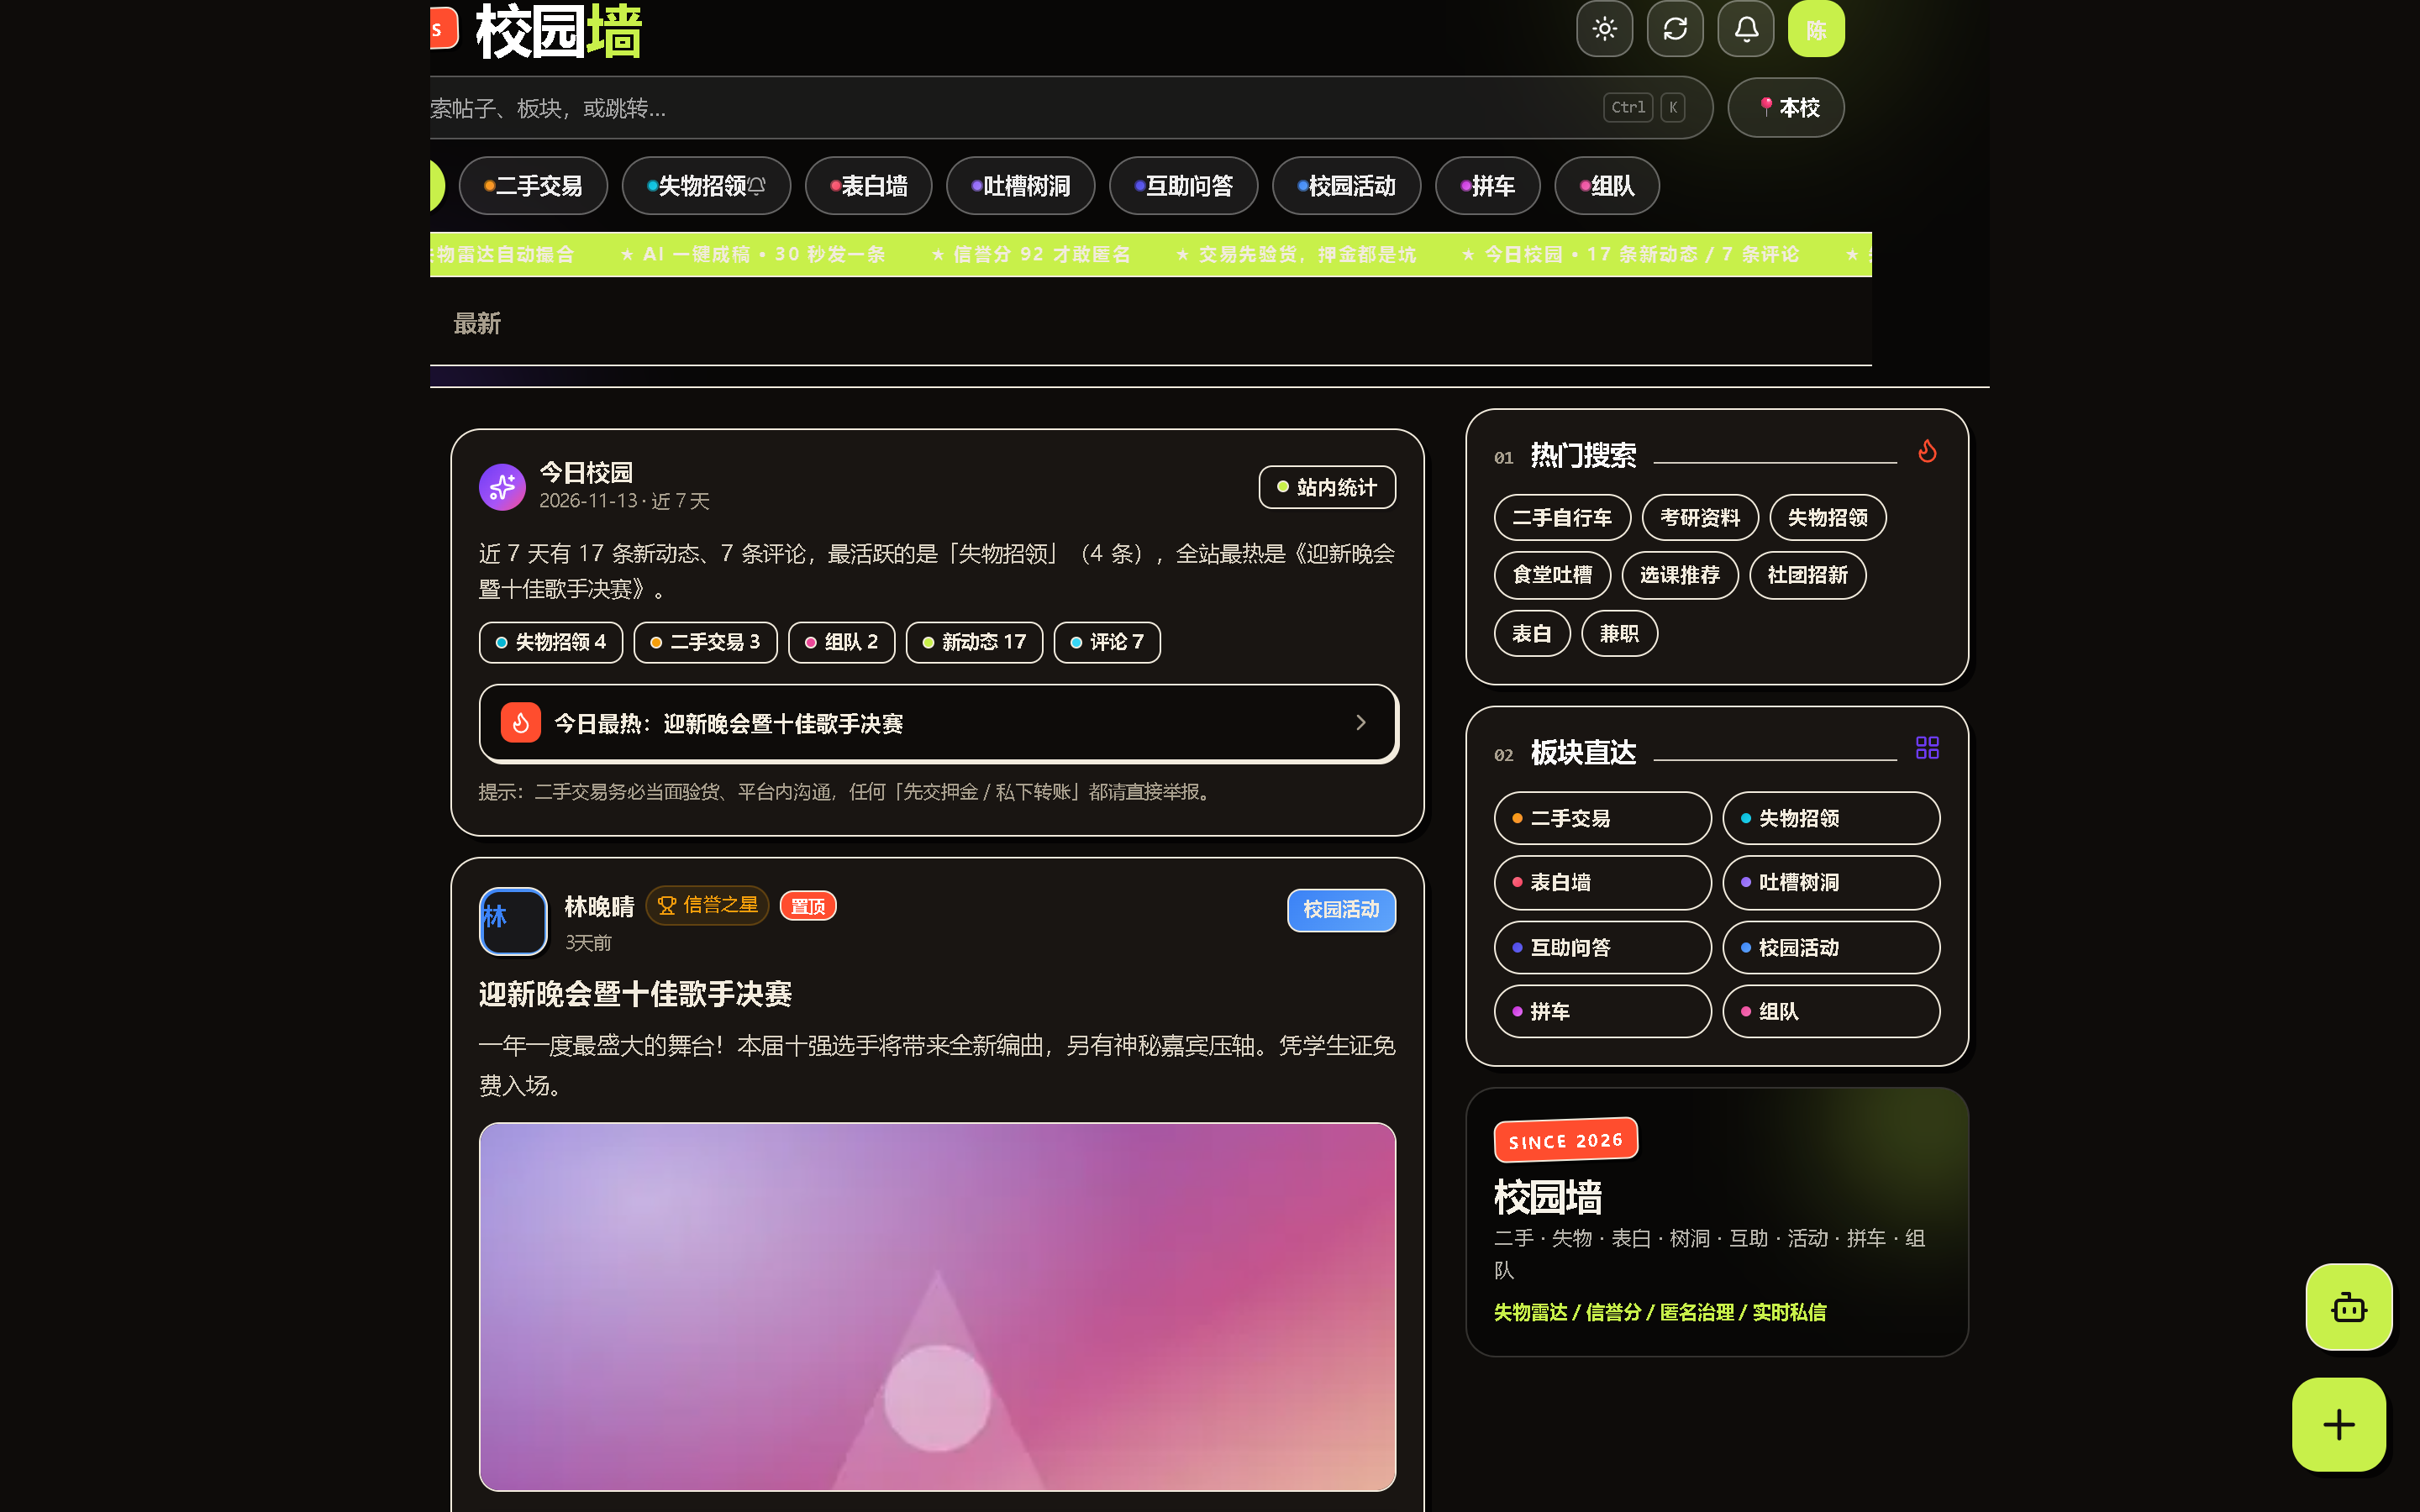 S 校园墙
陈
索帖子、板块，或跳转... Ctrl K
📍本校
二手交易 失物招领 表白墙 吐槽树洞 互助问答 校园活动 拼车 组队
物雷达自动撮合 ★ AI 一键成稿 • 30 秒发一条 ★ 信誉分 92 才敢匿名 ★ 交易先验货，押金都是坑 ★ 今日校园 • 17 条新动态 / 7 条评论 ★
最新
今日校园
2026-11-13 · 近 7 天
站内统计
近 7 天有 17 条新动态、7 条评论，最活跃的是「失物招领」（4 条），全站最热是《迎新晚会
暨十佳歌手决赛》。
失物招领 4 二手交易 3 组队 2 新动态 17 评论 7
今日最热：迎新晚会暨十佳歌手决赛
提示：二手交易务必当面验货、平台内沟通，任何「先交押金 / 私下转账」都请直接举报。
林
林晚晴 信誉之星 置顶
3天前
校园活动
迎新晚会暨十佳歌手决赛
一年一度最盛大的舞台！本届十强选手将带来全新编曲，另有神秘嘉宾压轴。凭学生证免
费入场。
01 热门搜索
二手自行车 考研资料 失物招领
食堂吐槽 选课推荐 社团招新
表白 兼职
02 板块直达
二手交易 失物招领
表白墙 吐槽树洞
互助问答 校园活动
拼车 组队
SINCE 2026
校园墙
二手 · 失物 · 表白 · 树洞 · 互助 · 活动 · 拼车 · 组
队
失物雷达 / 信誉分 / 匿名治理 / 实时私信